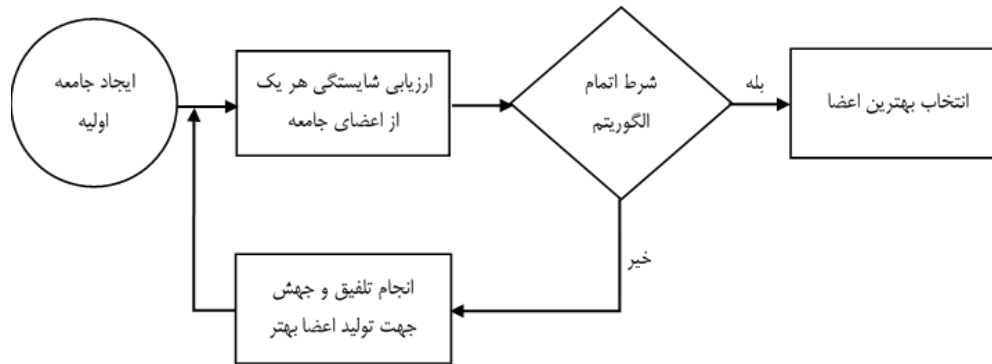 ایجاد جامعه
اولیه
ارزیابی شایستگی هر یک
از اعضای جامعه
شرط اتمام
الگوریتم
بله
انتخاب بهترین اعضا
خیر
انجام تلفیق و جهش
جهت تولید اعضا بهتر